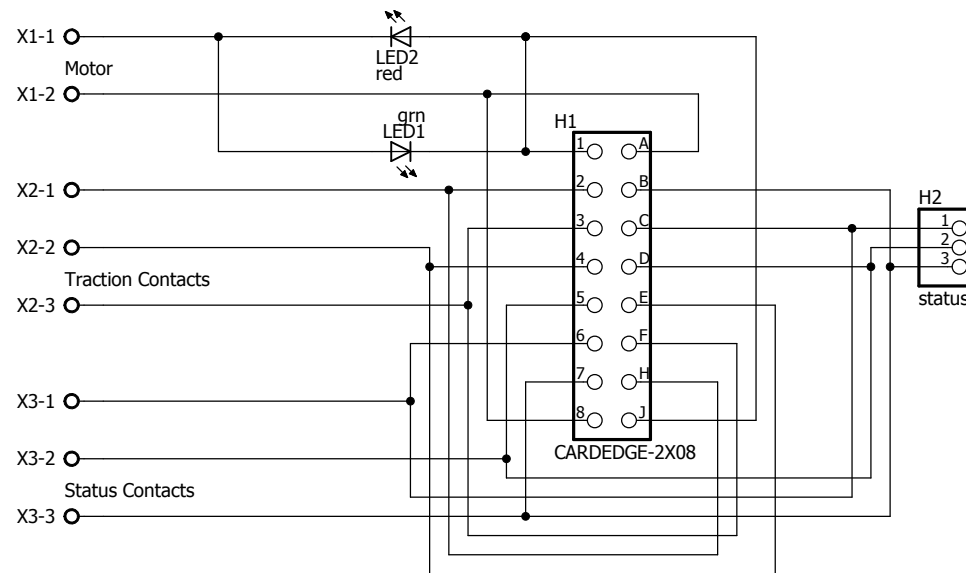 X1-1
LED2
red
Motor
X1-2
grn
LED1
H1
1 A
X2-1
2 B
H2
3 C
1
X2-2
2
4 D
3
Traction Contacts
status
X2-3
5 E
6 F
7 H
X3-1
8 J
CARDEDGE-2X08
X3-2
Status Contacts
X3-3